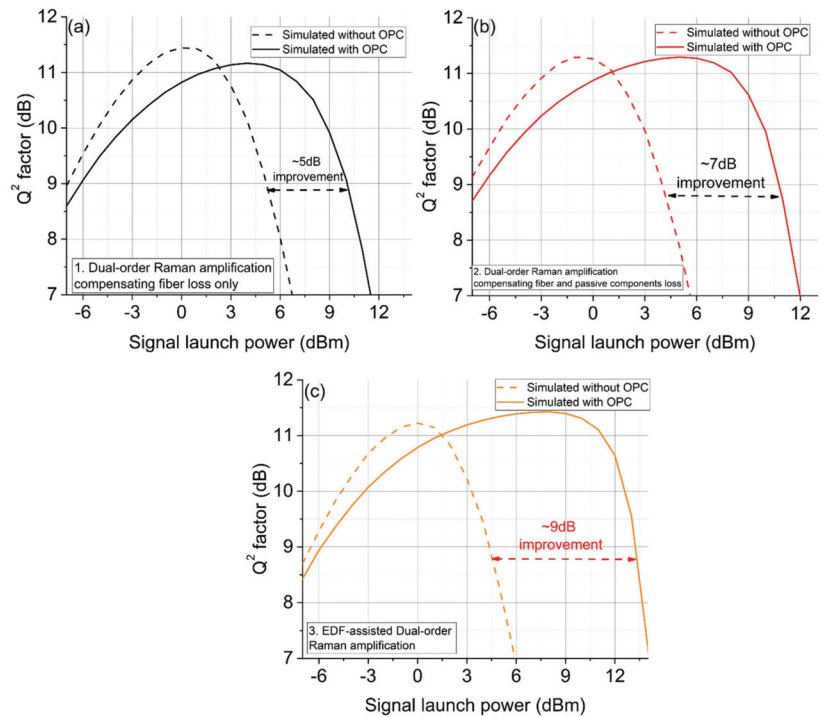 (a)
Simulated without OPC
Simulated with OPC
12
11
10
9
8
7
Q² factor (dB)
~5dB
improvement
1. Dual-order Raman amplification
compensating fiber loss only
-6 -3 0 3 6 9 12
Signal launch power (dBm)
(b)
Simulated without OPC
Simulated with OPC
12
11
10
9
8
7
Q² factor (dB)
~7dB
improvement
2. Dual-order Raman amplification
compensating fiber and passive components loss
-6 -3 0 3 6 9 12
Signal launch power (dBm)
(c)
Simulated without OPC
Simulated with OPC
12
11
10
9
8
7
Q² factor (dB)
~9dB
improvement
3. EDF-assisted Dual-order
Raman amplification
-6 -3 0 3 6 9 12
Signal launch power (dBm)